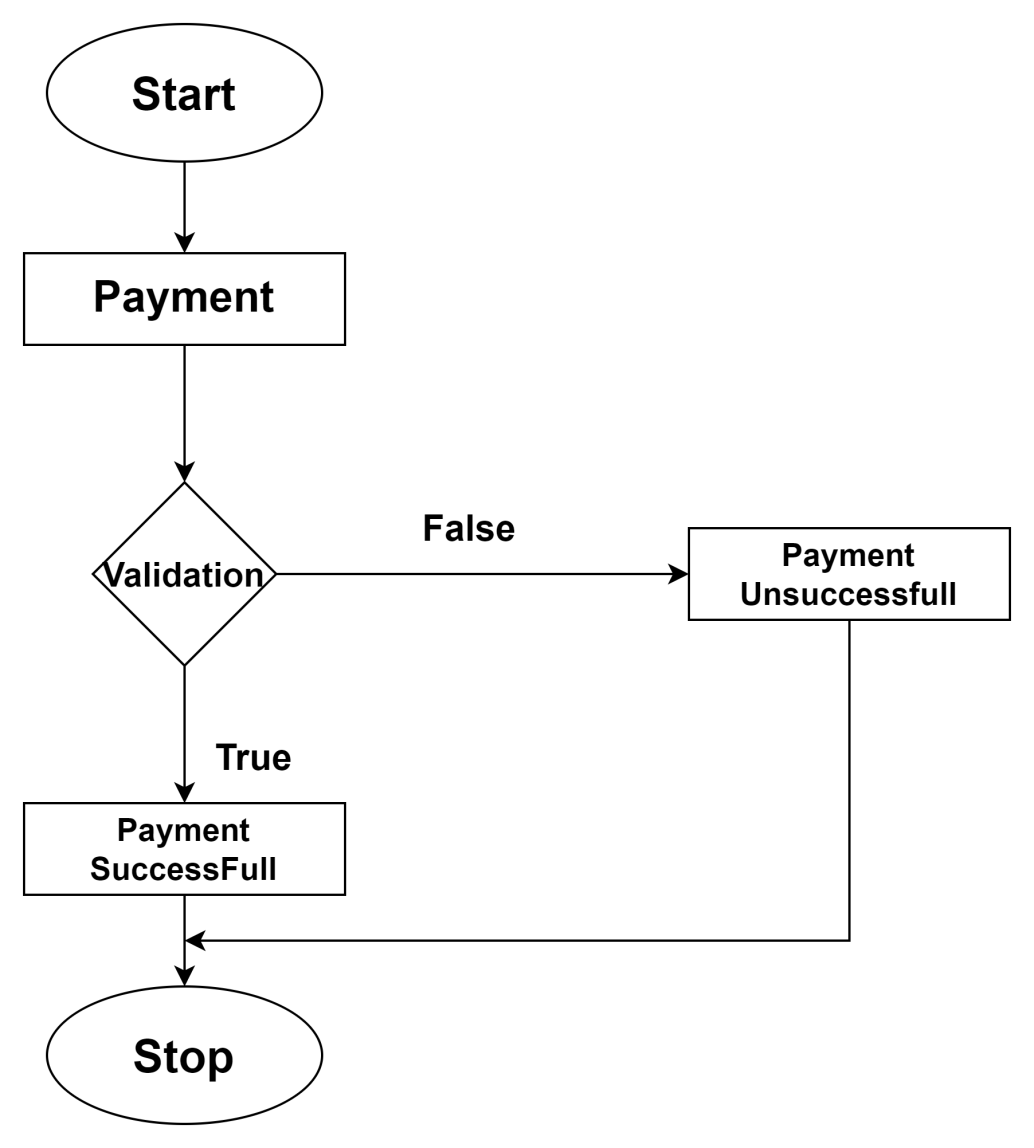 Start
Payment
Validation
False
Payment
Unsuccessfull
True
Payment
SuccessFull
Stop